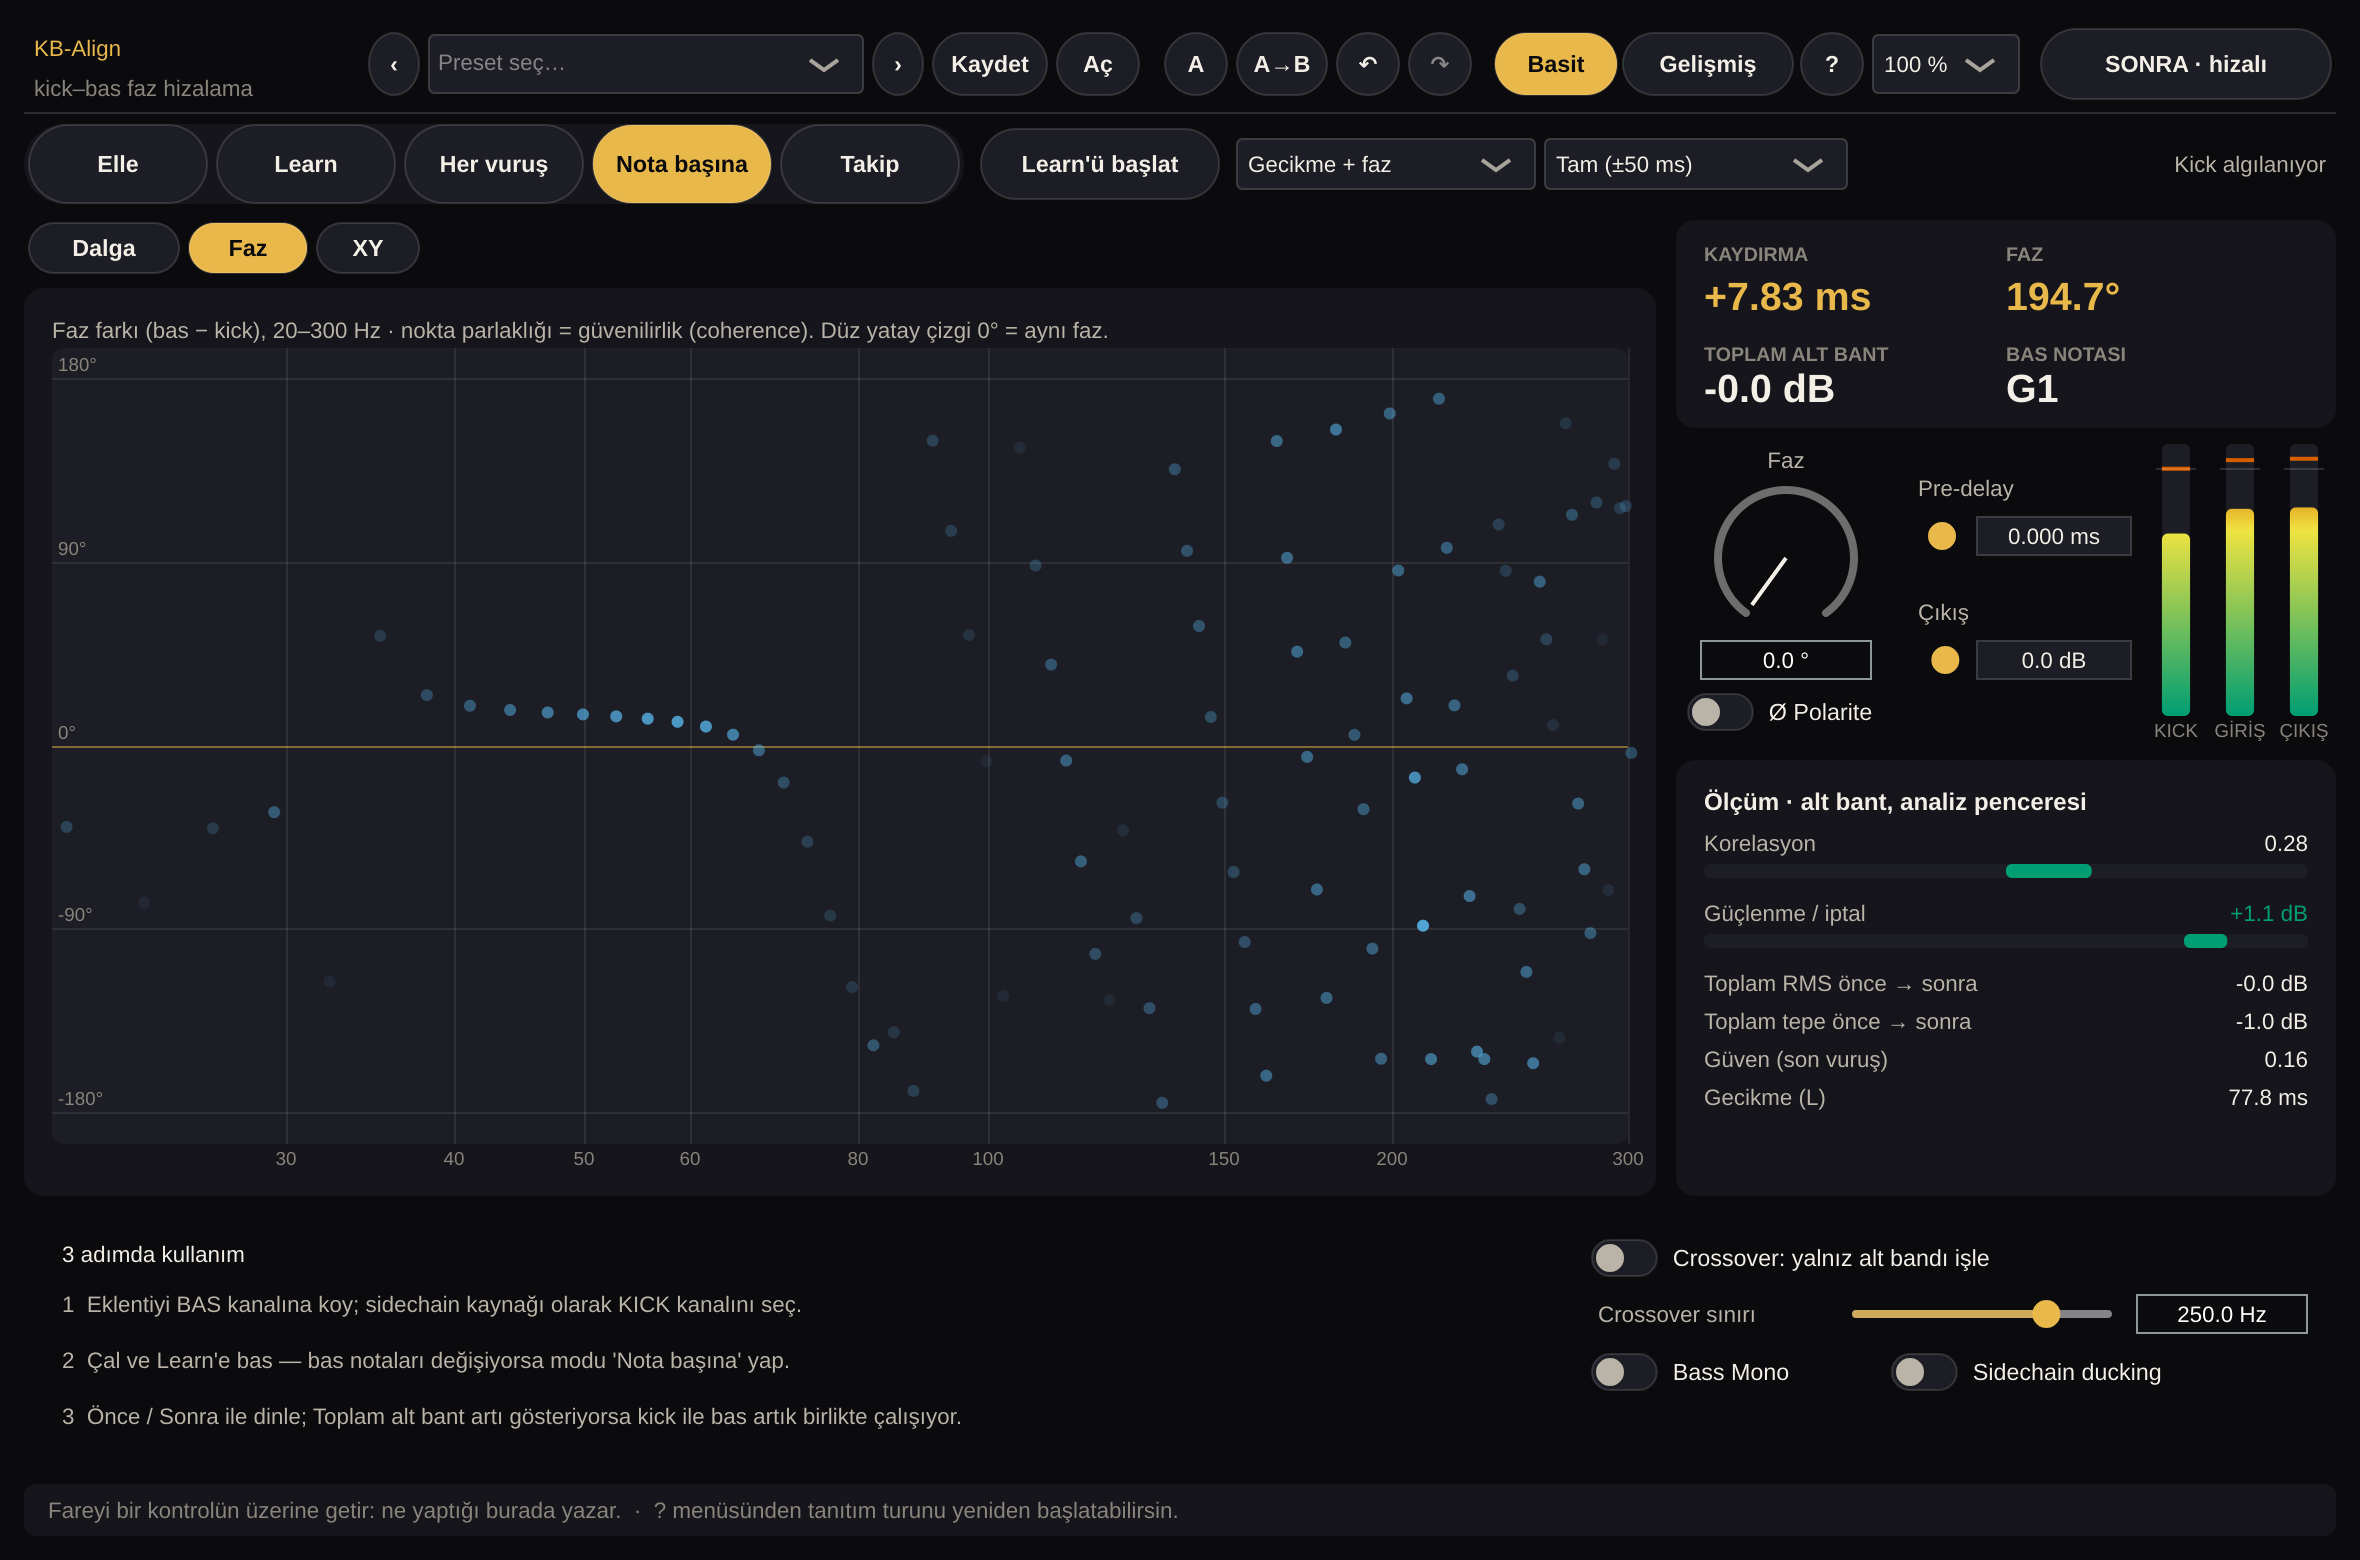 KB-Align
kick–bas faz hizalama
‹ Preset seç… › Kaydet Aç A A→B ↶ ↷ Basit Gelişmiş ? 100 % SONRA · hizalı
Elle Learn Her vuruş Nota başına Takip Learn'ü başlat Gecikme + faz Tam (±50 ms) Kick algılanıyor
Dalga Faz XY
Faz farkı (bas − kick), 20–300 Hz · nokta parlaklığı = güvenilirlik (coherence). Düz yatay çizgi 0° = aynı faz.
180°
90°
0°
-90°
-180°
30 40 50 60 80 100 150 200 300
KAYDIRMA FAZ
+7.83 ms 194.7°
TOPLAM ALT BANT BAS NOTASI
-0.0 dB G1
Faz
Pre-delay
0.000 ms
Çıkış
0.0 ° 0.0 dB
Ø Polarite
KICK GİRİŞ ÇIKIŞ
Ölçüm · alt bant, analiz penceresi
Korelasyon 0.28
Güçlenme / iptal +1.1 dB
Toplam RMS önce → sonra -0.0 dB
Toplam tepe önce → sonra -1.0 dB
Güven (son vuruş) 0.16
Gecikme (L) 77.8 ms
3 adımda kullanım
1 Eklentiyi BAS kanalına koy; sidechain kaynağı olarak KICK kanalını seç.
2 Çal ve Learn'e bas — bas notaları değişiyorsa modu 'Nota başına' yap.
3 Önce / Sonra ile dinle; Toplam alt bant artı gösteriyorsa kick ile bas artık birlikte çalışıyor.
Crossover: yalnız alt bandı işle
Crossover sınırı 250.0 Hz
Bass Mono Sidechain ducking
Fareyi bir kontrolün üzerine getir: ne yaptığı burada yazar. · ? menüsünden tanıtım turunu yeniden başlatabilirsin.